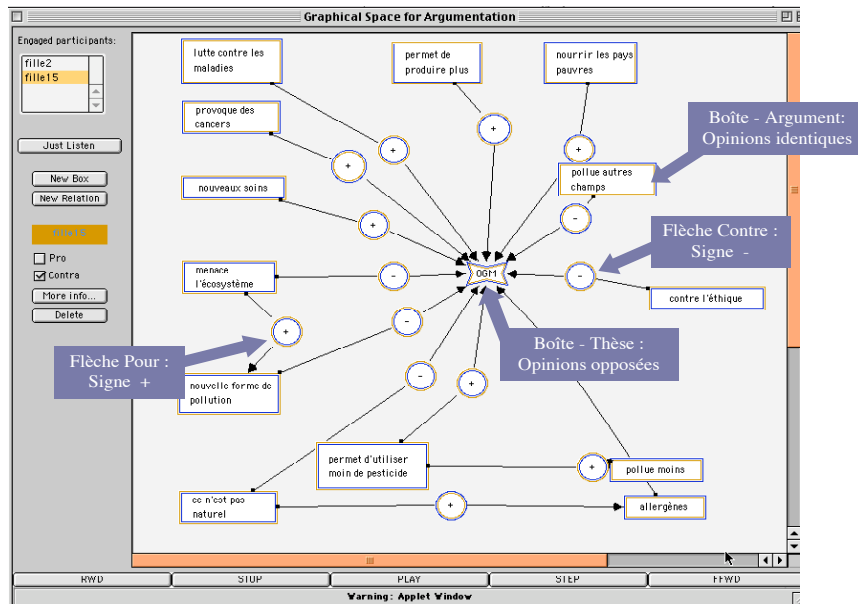 Graphical Space for Argumentation
Engaged participants:
fille2
fille15
Just Listen
New Box
New Relation
fille15
Pro
Contra
More info...
Delete
lutte contre les
maladies
permet de
produire plus
nourrir les pays
pauvres
provoque des
cancers
nouveaux soins
pollue autres
champs
menace
l'écosystème
OGM
contre l'éthique
nouvelle forme de
pollution
permet d'utiliser
moin de pesticide
pollue moins
ce n'est pas
naturel
allergènes
+
+
+
+
+
-
-
-
-
-
+
+
+
+
Boîte - Argument:
Opinions identiques
Flèche Contre :
Signe -
Boîte - Thèse :
Opinions opposées
Flèche Pour :
Signe +
RWD
STOP
PLAY
STEP
FFWD
Warning: Applet Window